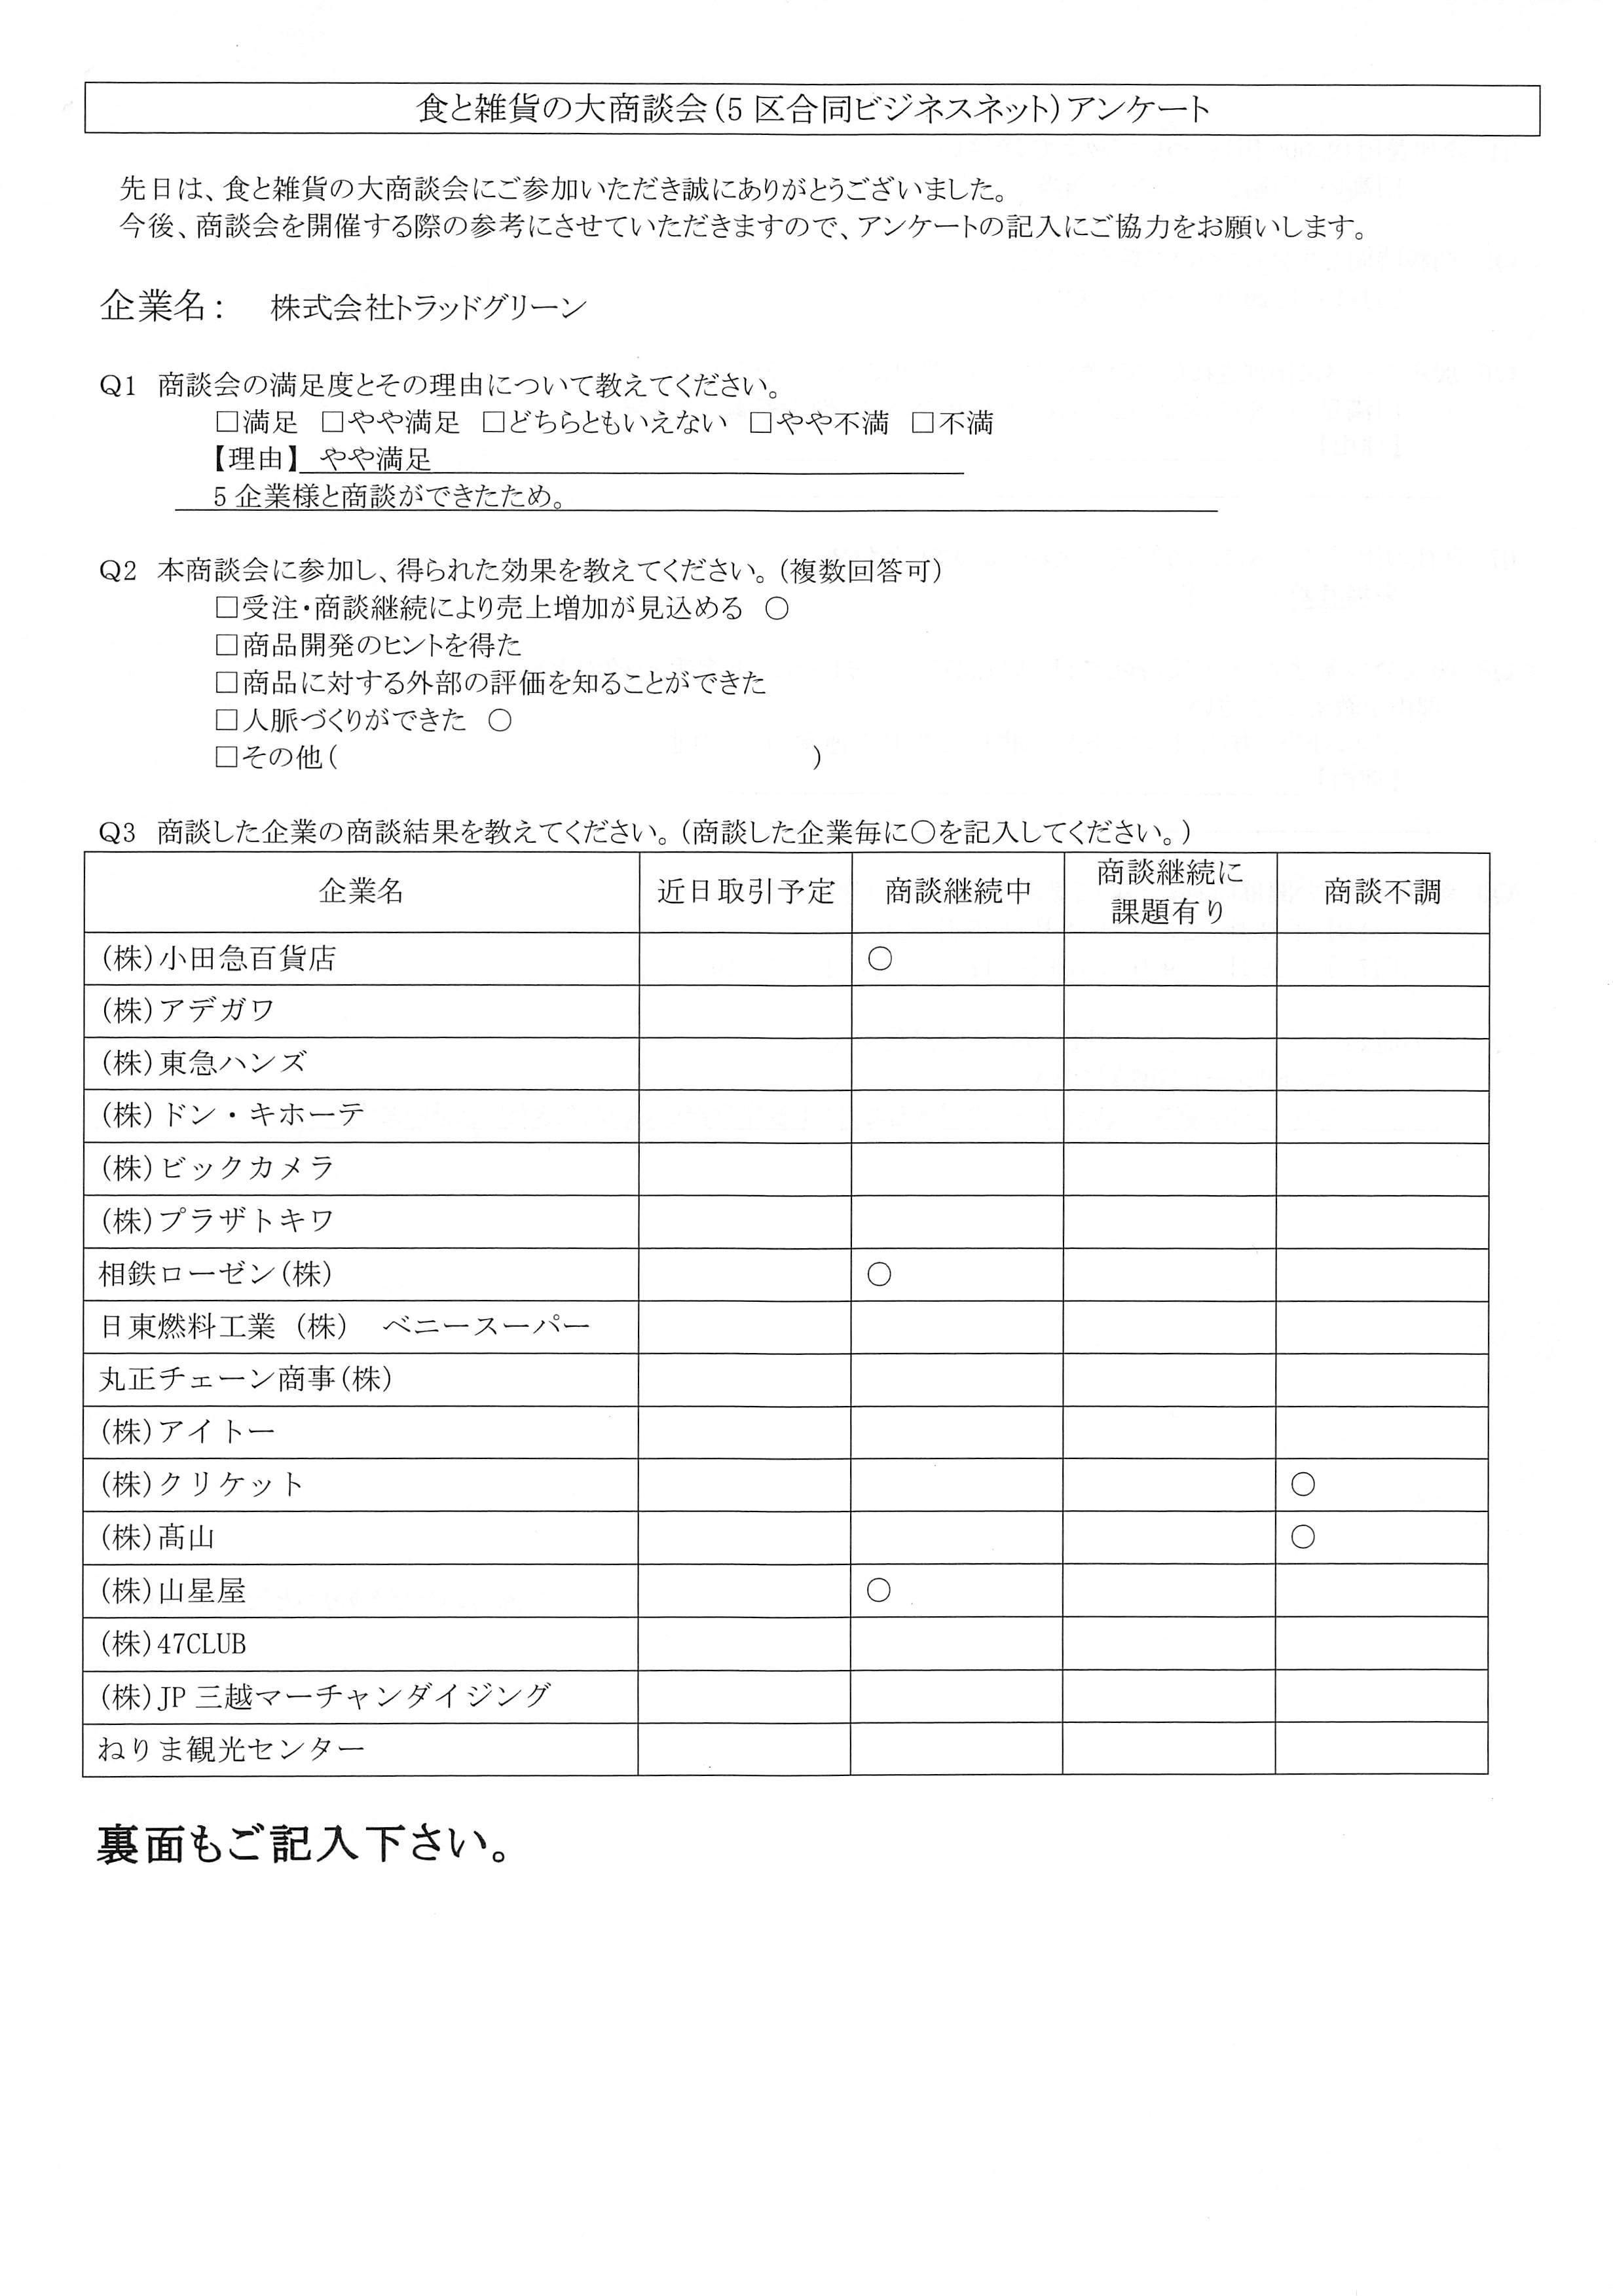 食と雑貨の大商談会(5 区合同ビジネスネット)アンケート
先日は、食と雑貨の大商談会にご参加いただき誠にありがとうございました。
今後、商談会を開催する際の参考にさせていただきますので、アンケートの記入にご協力をお願いします。
企業名: 株式会社トラッドグリーン
Q1 商談会の満足度とその理由について教えてください。
□満足 □やや満足 □どちらともいえない □やや不満 □不満
【理由】 やや満足
5 企業様と商談ができたため。
Q2 本商談会に参加し、得られた効果を教えてください。(複数回答可)
□受注・商談継続により売上増加が見込める ○
□商品開発のヒントを得た
□商品に対する外部の評価を知ることができた
□人脈づくりができた ○
□その他( )
Q3 商談した企業の商談結果を教えてください。(商談した企業毎に○を記入してください。)
企業名 近日取引予定 商談継続中 商談継続に課題有り 商談不調
(株)小田急百貨店 ○
(株)アデガワ
(株)東急ハンズ
(株)ドン・キホーテ
(株)ビックカメラ
(株)プラザトキワ
相鉄ローゼン(株) ○
日東燃料工業(株) ベニースーパー
丸正チェーン商事(株)
(株)アイトー
(株)クリケット ○
(株)髙山 ○
(株)山星屋 ○
(株)47CLUB
(株)JP 三越マーチャンダイジング
ねりま観光センター
裏面もご記入下さい。